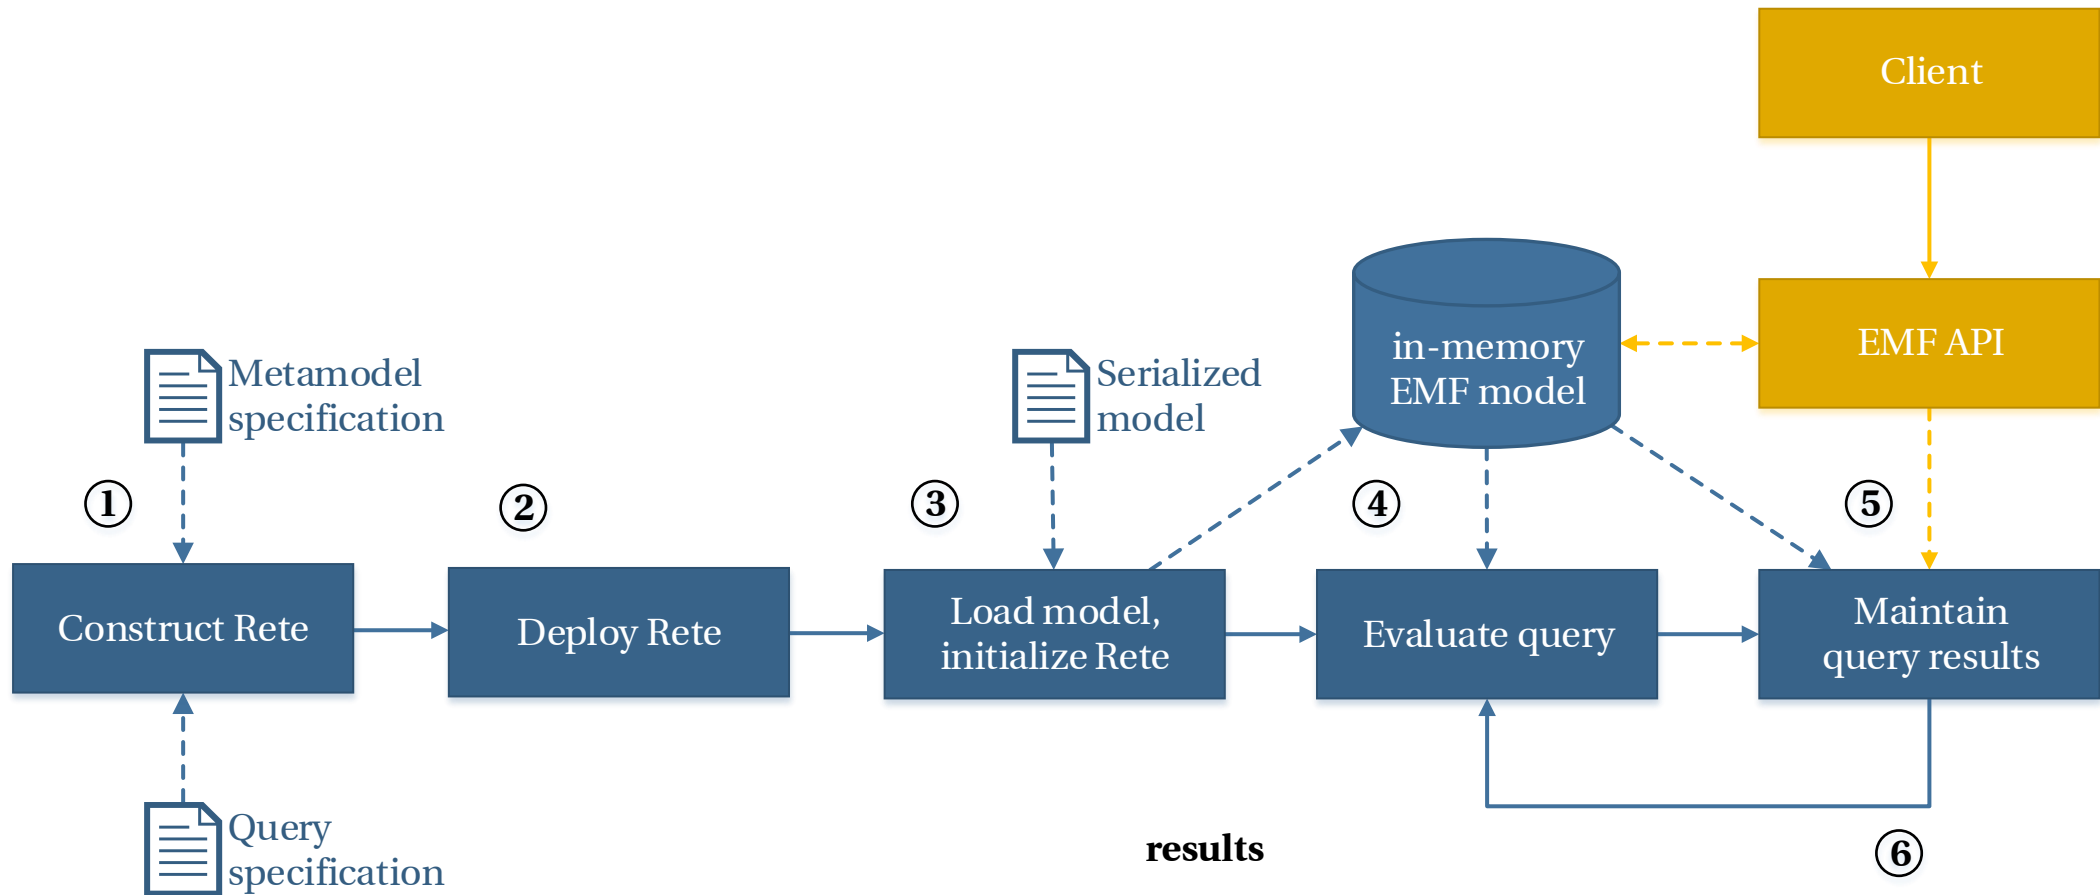 Client
in-memory
EMF model
EMF API
Metamodel
specification
Serialized
model
1
2
3
4
5
Construct Rete
Deploy Rete
Load model,
initialize Rete
Evaluate query
Maintain
query results
Query
specification
results
6